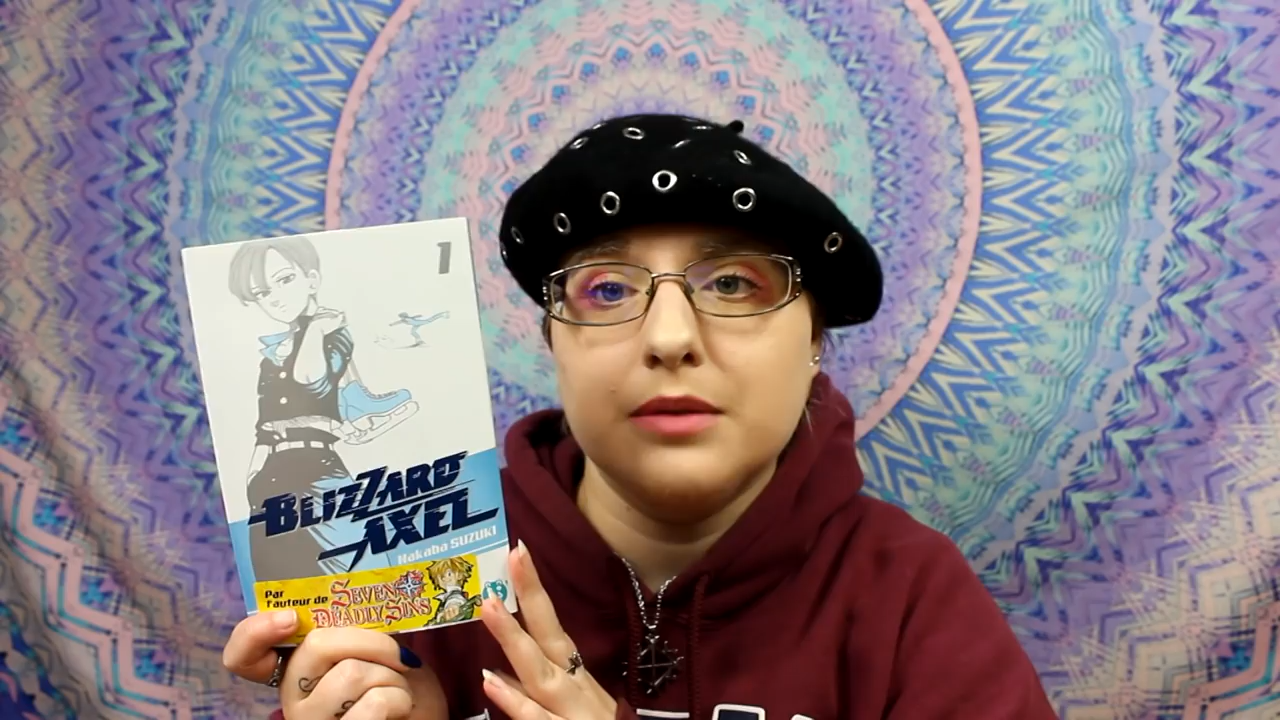 1
BLIZZARD
AXEL
Nakaba SUZUKI
Par
l'auteur de
SEVEN
DEADLY SINS